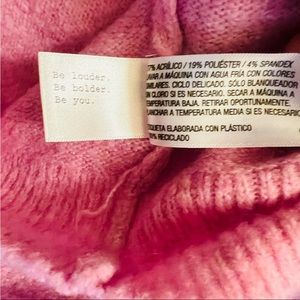 Be louder.
Be bolder.
Be you.
7% ACRÍLICO / 19% POLIÉSTER / 4% SPANDEX
LAVAR A MÁQUINA CON AGUA FRÍA CON COLORES
SIMILARES. CICLO DELICADO. SÓLO BLANQUEADOR
SIN CLORO SI ES NECESARIO. SECAR A MÁQUINA A
TEMPERATURA BAJA. RETIRAR OPORTUNAMENTE.
PLANCHAR A TEMPERATURA MEDIA SI ES NECESARIO.
ETIQUETA ELABORADA CON PLÁSTICO
RECICLADO